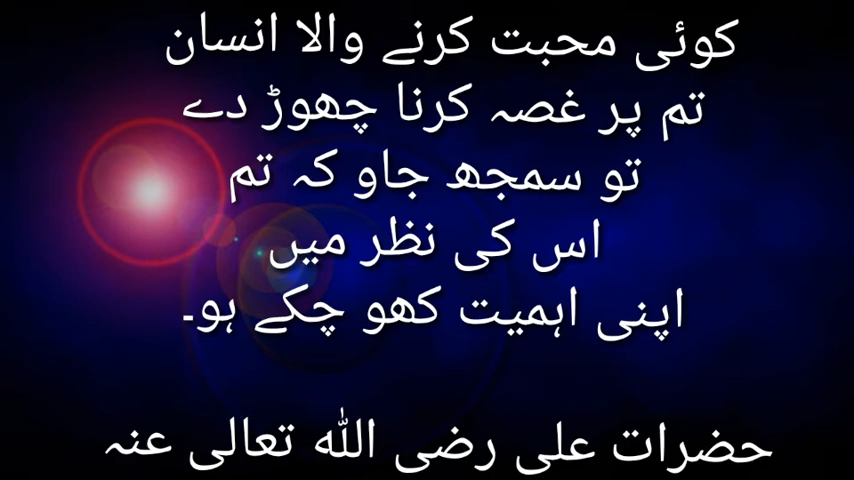 کوئی محبت کرنے والا انسان
تم پر غصہ کرنا چھوڑ دے
تو سمجھ جاو کہ تم
اس کی نظر میں
اپنی اہمیت کھو چکے ہو۔
حضرات علی رضی اللہ تعالی عنہ